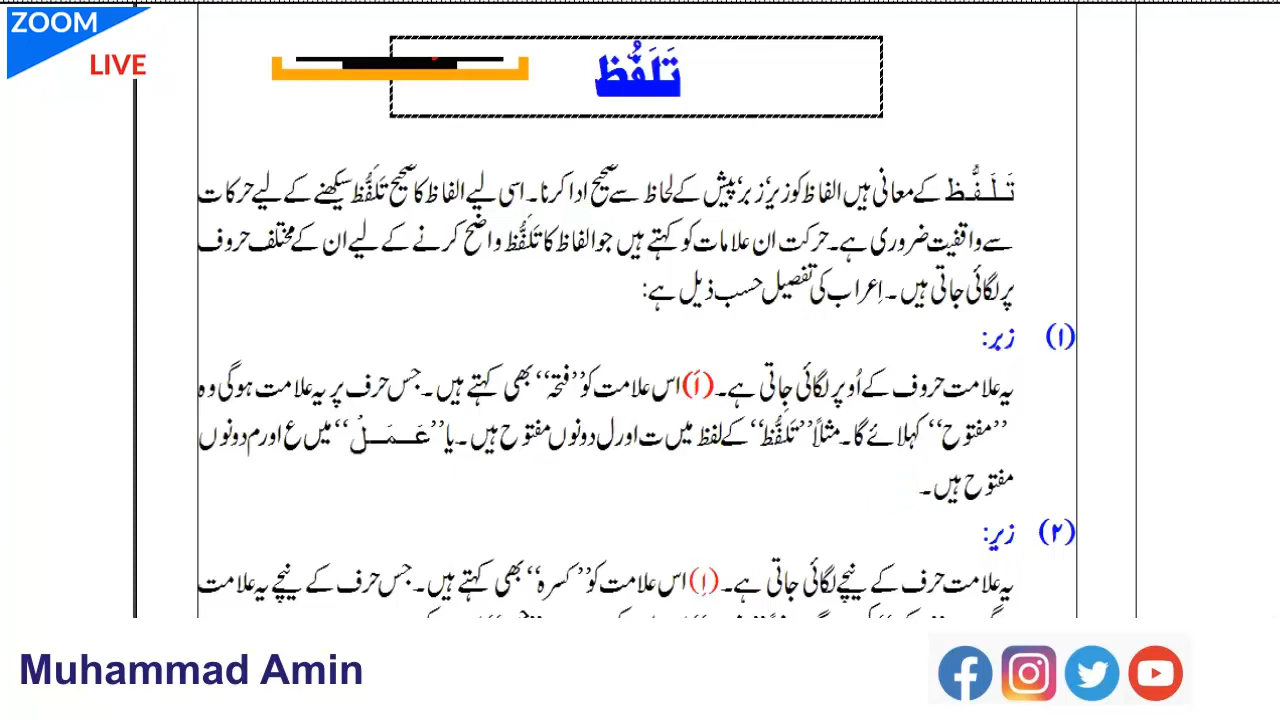 ZOOM
LIVE
تَلَفُّظ
تَـلَـفُّـظ کے معانی ہیں الفاظ کو زیر، زبر، پیش کے لحاظ سے صحیح ادا کرنا۔ اسی لیے الفاظ کا صحیح تَلَفُّظ سیکھنے کے لیے حرکات
سے واقفیت ضروری ہے۔ حرکت ان علامات کو کہتے ہیں جو الفاظ کا تَلَفُّظ واضح کرنے کے لیے ان کے مختلف حروف
پر لگائی جاتی ہیں۔ اِعراب کی تفصیل حسب ذیل ہے:
(۱) زبر:
یہ علامت حروف کے اُوپر لگائی جاتی ہے۔ (اَ) اس علامت کو ’’فتحہ‘‘ بھی کہتے ہیں۔ جس حرف پر یہ علامت ہوگی وہ
’’مفتوح‘‘ کہلائے گا۔ مثلاً ’’تَلَفُّظ‘‘ کے لفظ میں ت اور ل دونوں مفتوح ہیں۔ یا ’’عَـمَـلْ‘‘ میں ع اور م دونوں
مفتوح ہیں۔
(۲) زیر:
یہ علامت حرف کے نیچے لگائی جاتی ہے۔ (اِ) اس علامت کو ’’کسرہ‘‘ بھی کہتے ہیں۔ جس حرف کے نیچے یہ علامت
Muhammad Amin